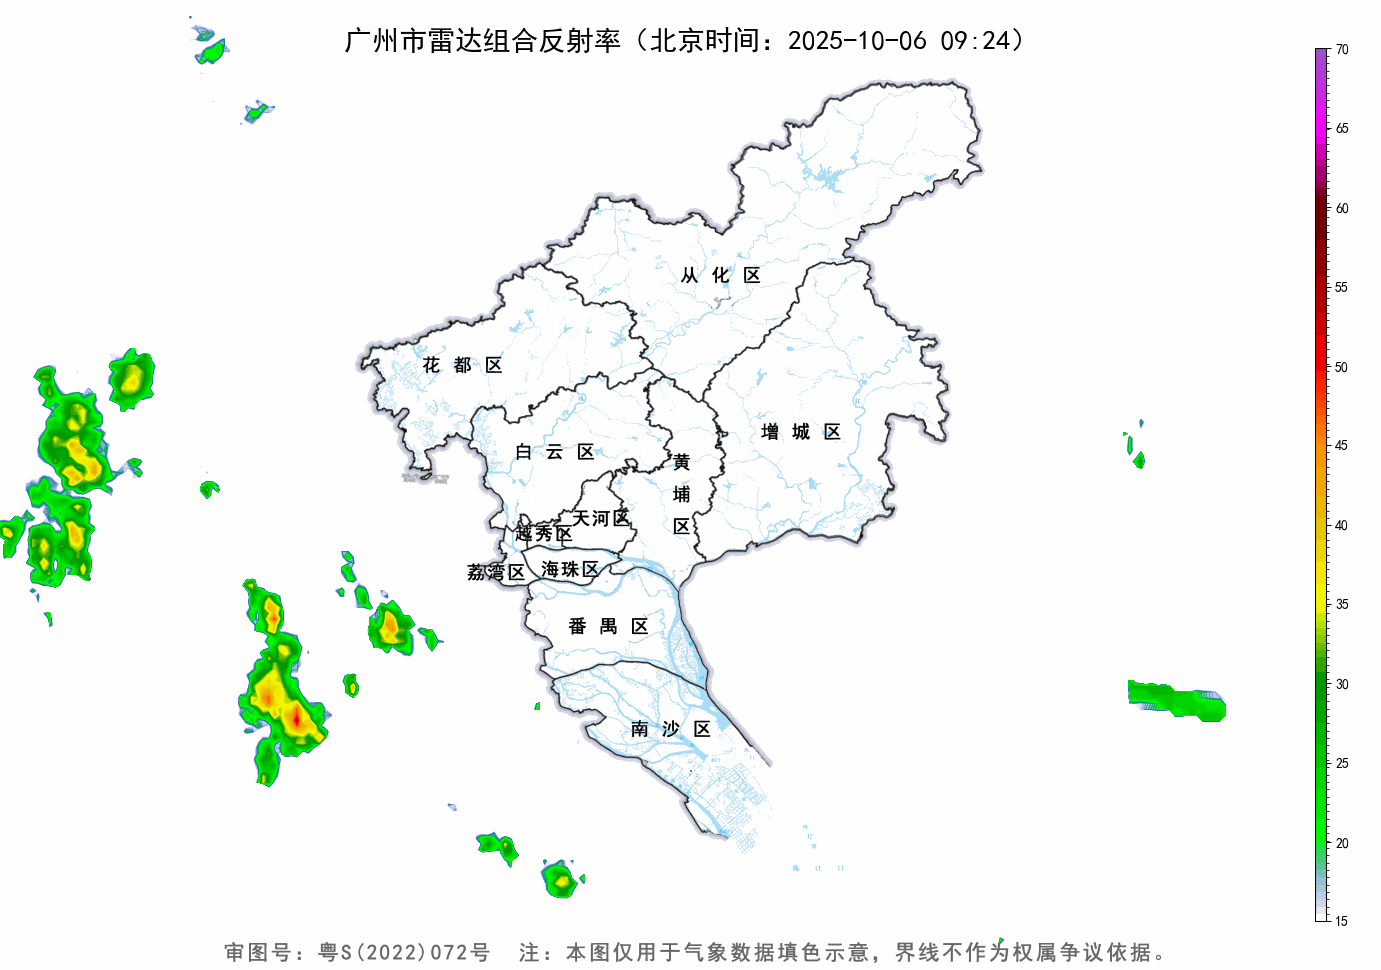 广州市雷达组合反射率（北京时间：2025-10-06 09:24）
70
65
60
55
50
45
40
35
30
25
20
15
从化区
花都区
增城区
白云区
黄埔区
天河区
越秀区
荔湾区
海珠区
番禺区
南沙区
审图号：粤S(2022)072号 注：本图仅用于气象数据填色示意，界线不作为权属争议依据。